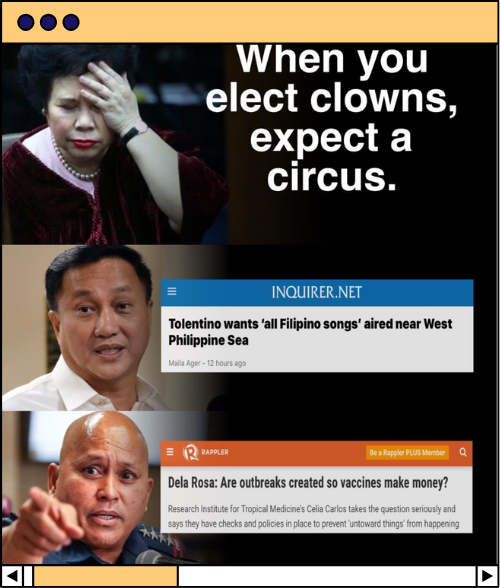 When you
elect clowns,
expect a
circus.
INQUIRER.NET
Tolentino wants ‘all Filipino songs’ aired near West
Philippine Sea
Maila Ager - 12 hours ago
RAPPLER
Be a Rappler PLUS Member
Dela Rosa: Are outbreaks created so vaccines make money?
Research Institute for Tropical Medicine's Celia Carlos takes the question seriously and
says they have checks and policies in place to prevent 'untoward things' from happening